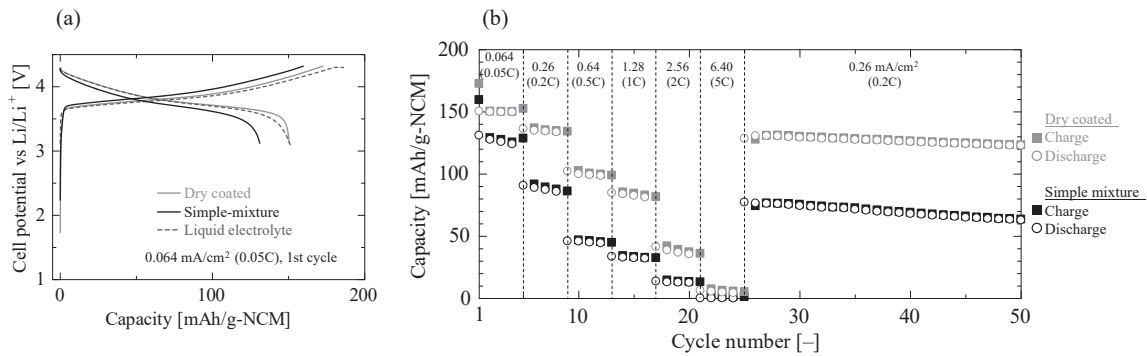 (a)
4
3
2
1
Cell potential vs Li/Li⁺ [V]
Dry coated
Simple-mixture
Liquid electrolyte
0.064 mA/cm² (0.05C), 1st cycle
0
100
200
Capacity [mAh/g-NCM]
(b)
200
150
100
50
0
Capacity [mAh/g-NCM]
0.064
(0.05C)
0.26
(0.2C)
0.64
(0.5C)
1.28
(1C)
2.56
(2C)
6.40
(5C)
0.26 mA/cm²
(0.2C)
1
10
20
30
40
50
Cycle number [–]
Dry coated
Charge
Discharge
Simple mixture
Charge
Discharge